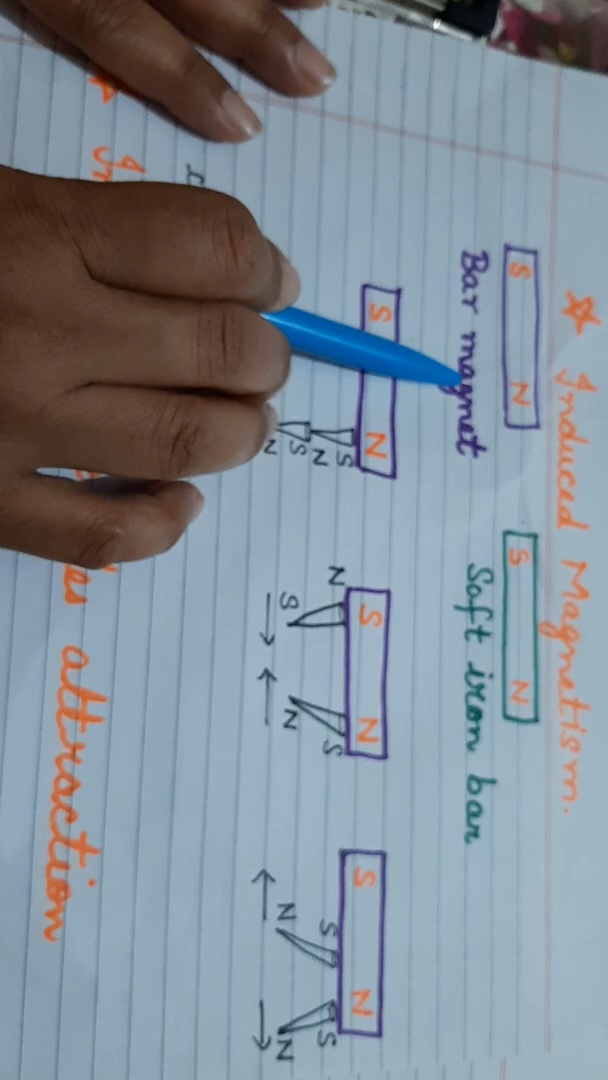 ☆ Induced Magnetism.
S N S N
Bar magnet Soft iron bar
S N S N S N
S N S N
N S S N S S
S N N N
attraction